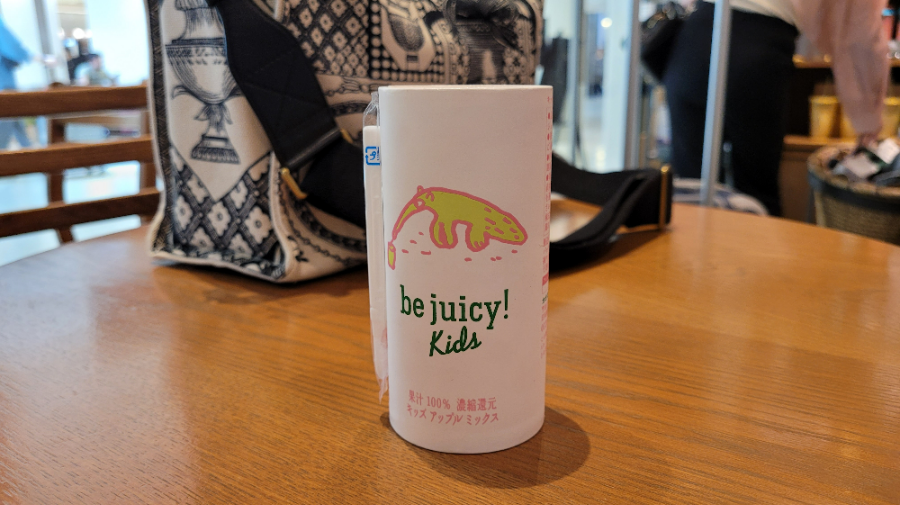 be juicy!
Kids
果汁100% 濃縮還元
キッズ アップル ミックス